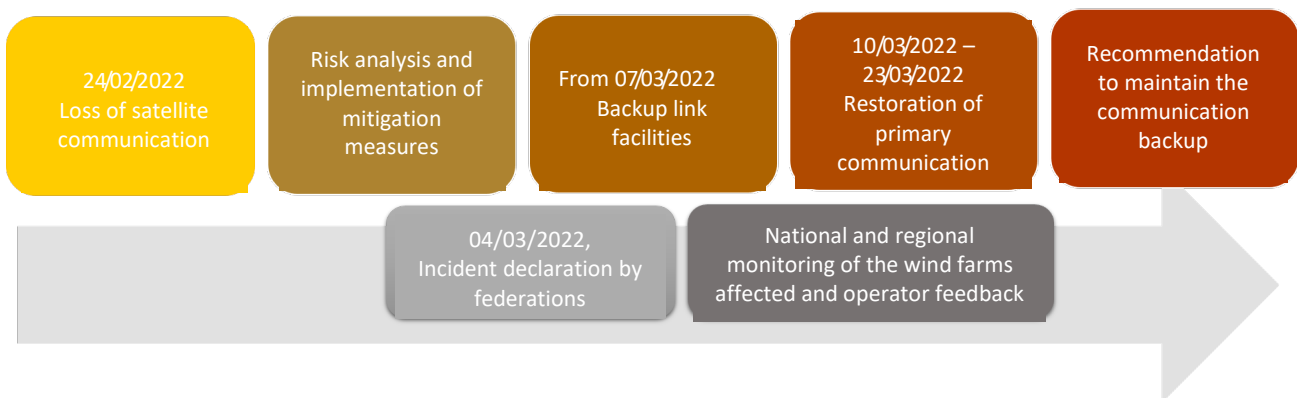 24/02/2022
Loss of satellite
communication
Risk analysis and
implementation of
mitigation
measures
From 07/03/2022
Backup link
facilities
10/03/2022 –
23/03/2022
Restoration of
primary
communication
Recommendation
to maintain the
communication
backup
04/03/2022,
Incident declaration by
federations
National and regional
monitoring of the wind farms
affected and operator feedback